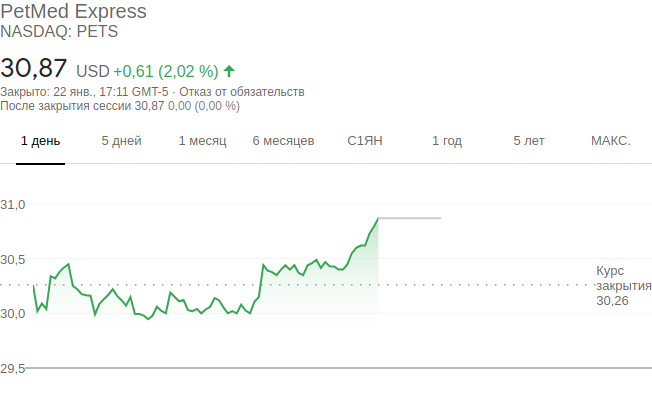 PetMed Express
NASDAQ: PETS
30,87 USD +0,61 (2,02 %)
Закрыто: 22 янв., 17:11 GMT-5 · Отказ от обязательств
После закрытия сессии 30,87 0,00 (0,00 %)
1 день 5 дней 1 месяц 6 месяцев С1ЯН 1 год 5 лет МАКС.
31,0
30,5
Курс
закрытия
30,26
30,0
29,5